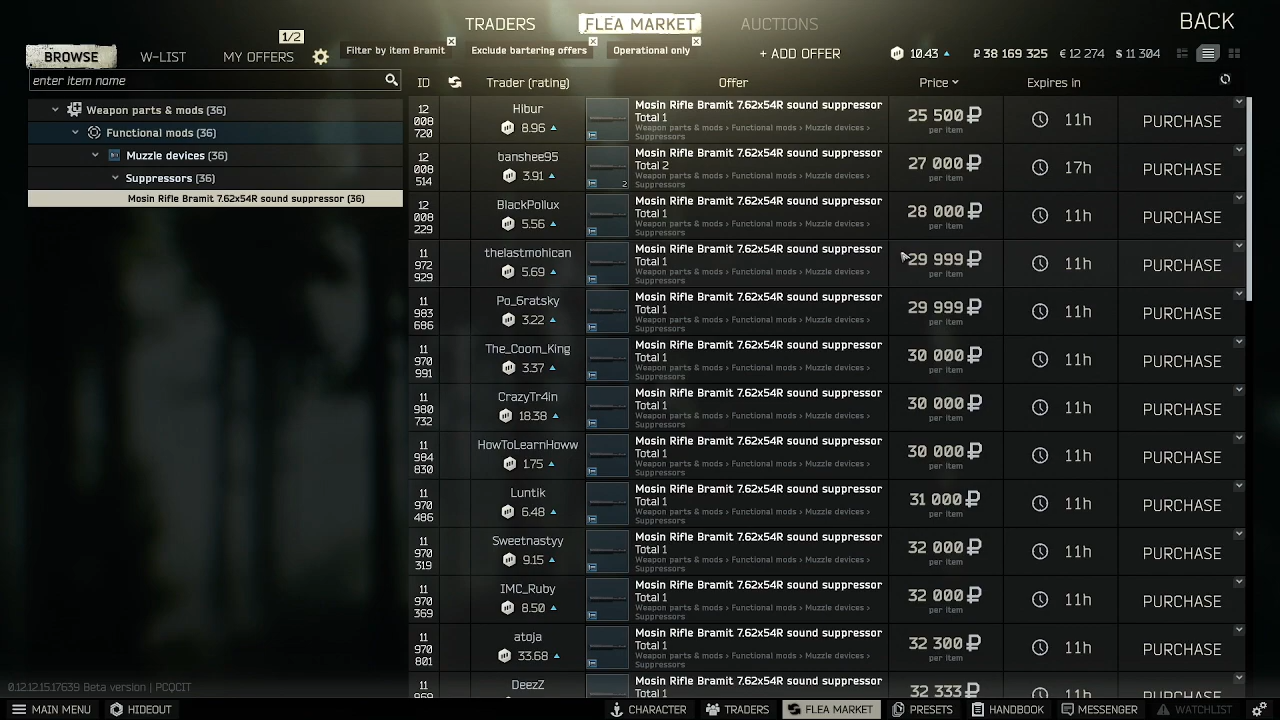 TRADERS FLEA MARKET AUCTIONS BACK
BROWSE W-LIST MY OFFERS 1/2 Filter by item Bramit Exclude bartering offers Operational only + ADD OFFER 1043 ₽ 38 169 325 € 12 274 $ 11 304
enter item name
ID Trader (rating) Offer Price Expires in
Weapon parts & mods (36)
Functional mods (36)
Muzzle devices (36)
Suppressors (36)
Mosin Rifle Bramit 7.62x54R sound suppressor (36)
12 008 720 Hibur 8.96 Mosin Rifle Bramit 7.62x54R sound suppressor Total 1 Weapon parts & mods > Functional mods > Muzzle devices > Suppressors 25 500 ₽ per item 11h PURCHASE
12 008 514 banshee95 3.91 2 Mosin Rifle Bramit 7.62x54R sound suppressor Total 2 Weapon parts & mods > Functional mods > Muzzle devices > Suppressors 27 000 ₽ per item 17h PURCHASE
12 008 229 BlackPollux 5.56 Mosin Rifle Bramit 7.62x54R sound suppressor Total 1 Weapon parts & mods > Functional mods > Muzzle devices > Suppressors 28 000 ₽ per item 11h PURCHASE
11 972 929 thelastmohican 5.69 Mosin Rifle Bramit 7.62x54R sound suppressor Total 1 Weapon parts & mods > Functional mods > Muzzle devices > Suppressors 29 999 ₽ per item 11h PURCHASE
11 983 686 Po_6ratsky 3.22 Mosin Rifle Bramit 7.62x54R sound suppressor Total 1 Weapon parts & mods > Functional mods > Muzzle devices > Suppressors 29 999 ₽ per item 11h PURCHASE
11 970 991 The_Coom_King 3.37 Mosin Rifle Bramit 7.62x54R sound suppressor Total 1 Weapon parts & mods > Functional mods > Muzzle devices > Suppressors 30 000 ₽ per item 11h PURCHASE
11 980 732 CrazyTr4in 18.38 Mosin Rifle Bramit 7.62x54R sound suppressor Total 1 Weapon parts & mods > Functional mods > Muzzle devices > Suppressors 30 000 ₽ per item 11h PURCHASE
11 984 830 HowToLearnHoww 1.75 Mosin Rifle Bramit 7.62x54R sound suppressor Total 1 Weapon parts & mods > Functional mods > Muzzle devices > Suppressors 30 000 ₽ per item 11h PURCHASE
11 970 486 Luntik 6.48 Mosin Rifle Bramit 7.62x54R sound suppressor Total 1 Weapon parts & mods > Functional mods > Muzzle devices > Suppressors 31 000 ₽ per item 11h PURCHASE
11 970 319 Sweetnastyy 9.15 Mosin Rifle Bramit 7.62x54R sound suppressor Total 1 Weapon parts & mods > Functional mods > Muzzle devices > Suppressors 32 000 ₽ per item 11h PURCHASE
11 970 369 IMC_Ruby 8.50 Mosin Rifle Bramit 7.62x54R sound suppressor Total 1 Weapon parts & mods > Functional mods > Muzzle devices > Suppressors 32 000 ₽ per item 11h PURCHASE
11 970 801 atoja 33.68 Mosin Rifle Bramit 7.62x54R sound suppressor Total 1 Weapon parts & mods > Functional mods > Muzzle devices > Suppressors 32 300 ₽ per item 11h PURCHASE
11 DeezZ Mosin Rifle Bramit 7.62x54R sound suppressor Total 1 32 333 ₽ 11h PURCHASE
0.12.12.15.17639 Beta version | PCQCIT
MAIN MENU HIDEOUT CHARACTER TRADERS FLEA MARKET PRESETS HANDBOOK MESSENGER WATCHLIST